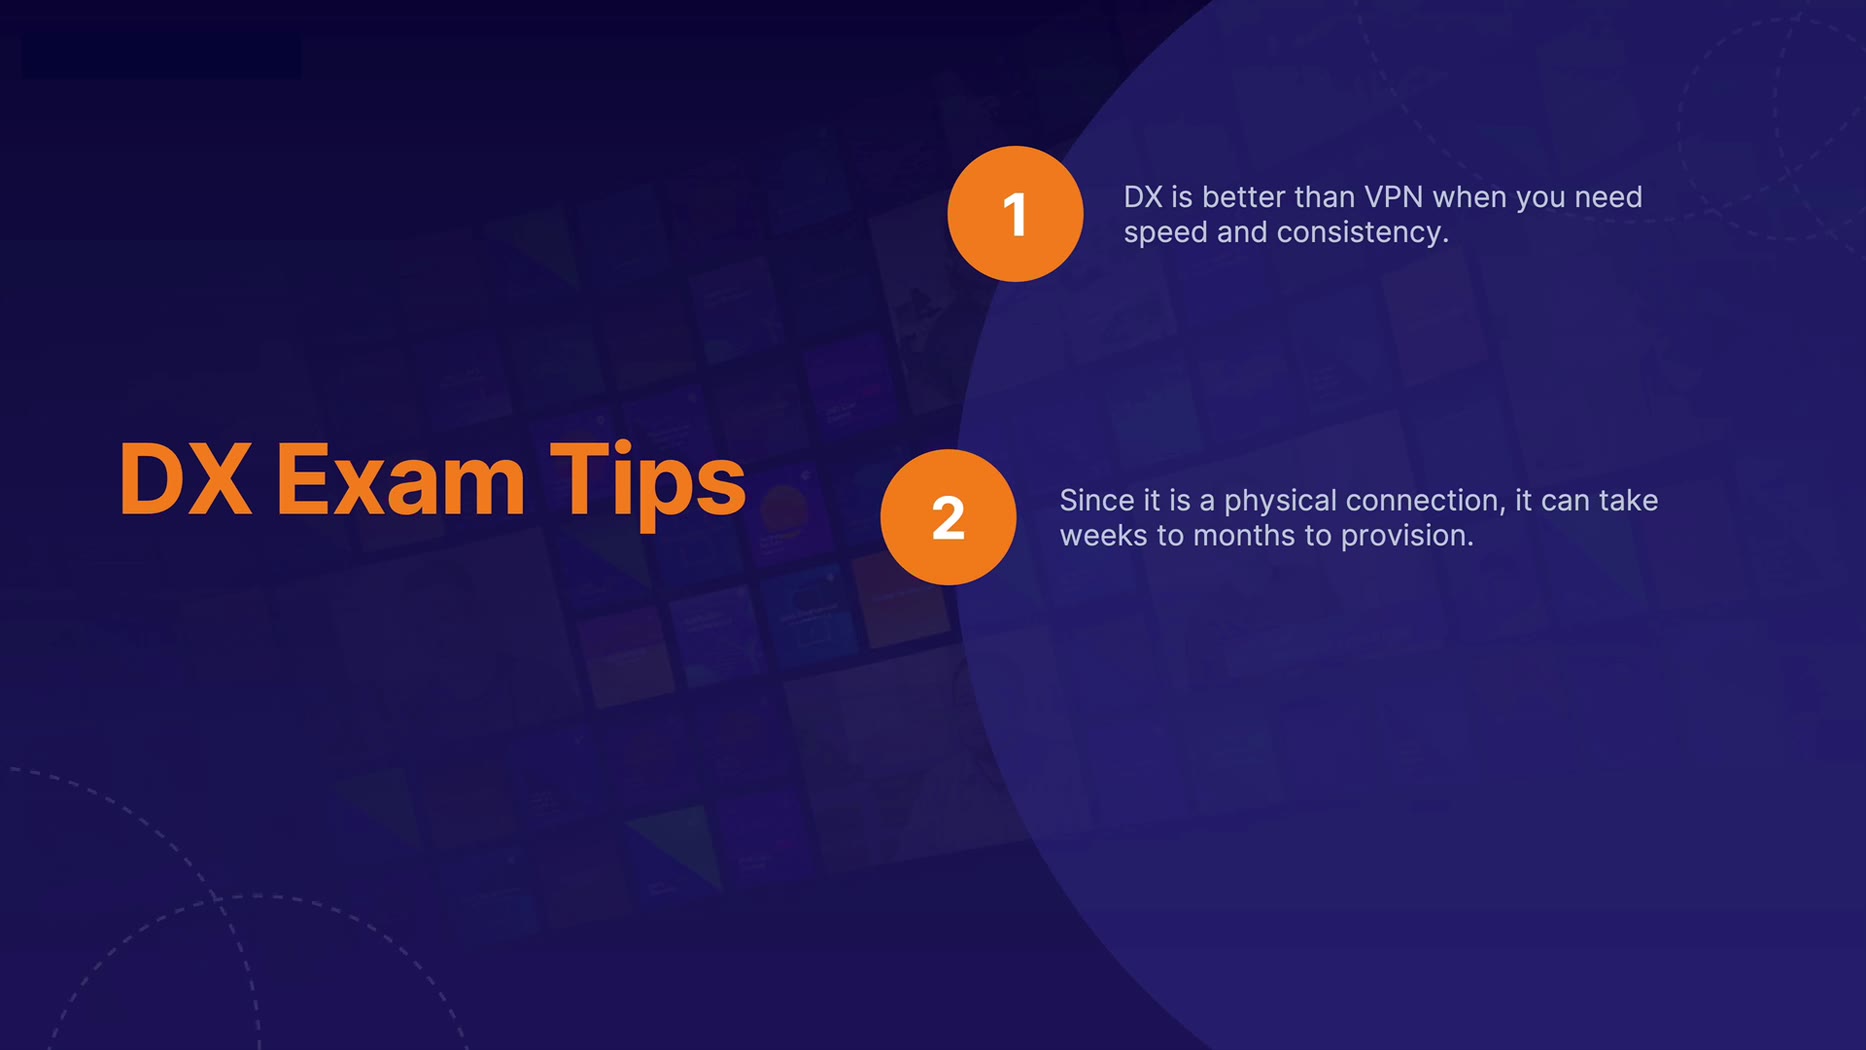 DX Exam Tips
1
DX is better than VPN when you need
speed and consistency.
2
Since it is a physical connection, it can take
weeks to months to provision.